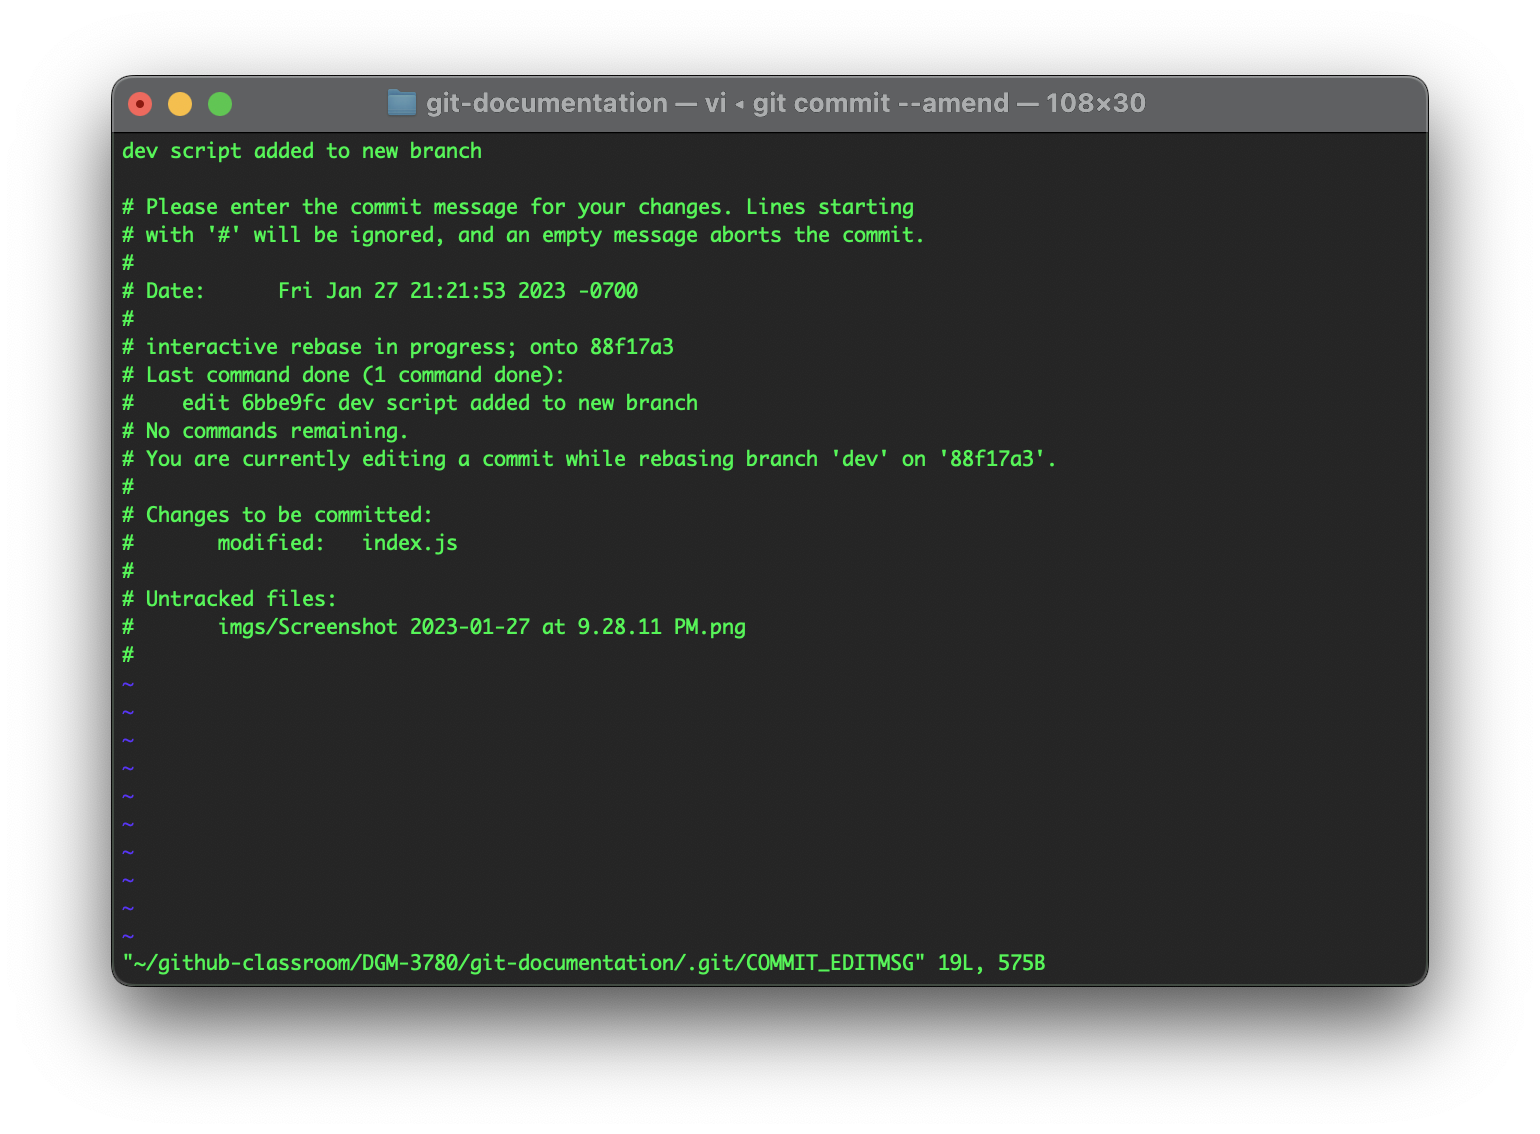 git-documentation — vi ◂ git commit --amend — 108×30
dev script added to new branch
# Please enter the commit message for your changes. Lines starting
# with '#' will be ignored, and an empty message aborts the commit.
#
# Date:      Fri Jan 27 21:21:53 2023 -0700
#
# interactive rebase in progress; onto 88f17a3
# Last command done (1 command done):
#    edit 6bbe9fc dev script added to new branch
# No commands remaining.
# You are currently editing a commit while rebasing branch 'dev' on '88f17a3'.
#
# Changes to be committed:
#       modified:   index.js
#
# Untracked files:
#       imgs/Screenshot 2023-01-27 at 9.28.11 PM.png
#
~
~
~
~
~
~
~
~
~
~
"~/github-classroom/DGM-3780/git-documentation/.git/COMMIT_EDITMSG" 19L, 575B